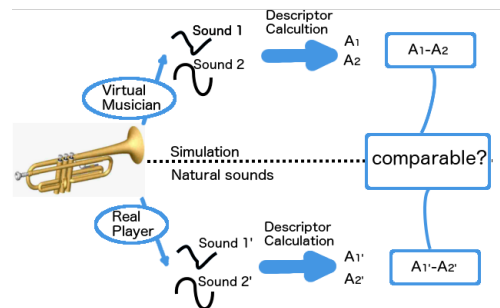 Sound 1
Sound 2
Descriptor
Calcultion
A1
A2
A1-A2
Virtual
Musician
Simulation
Natural sounds
comparable?
Real
Player
Sound 1'
Sound 2'
Descriptor
Calculation
A1'
A2'
A1'-A2'